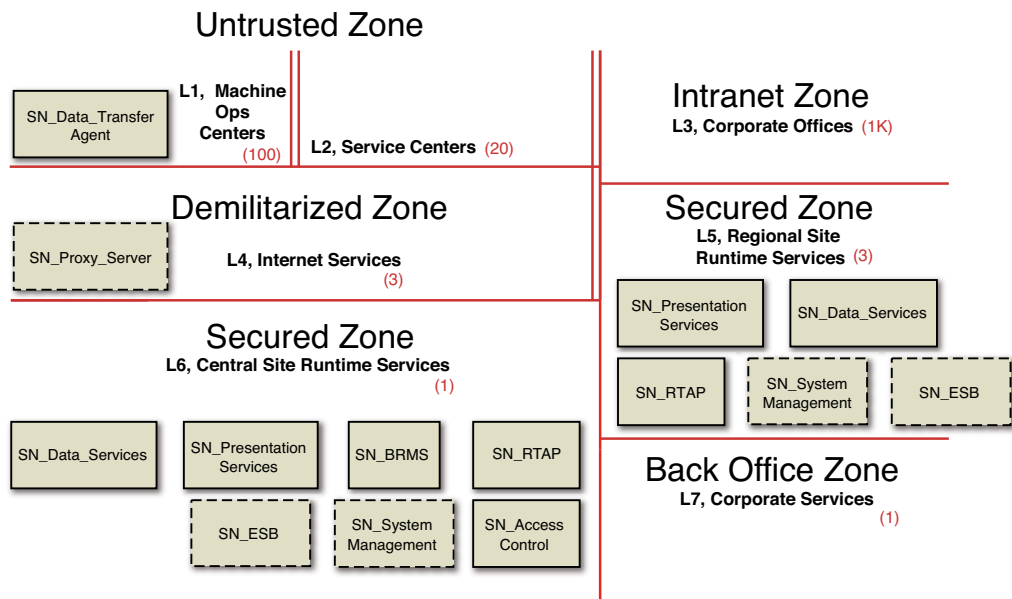 Untrusted Zone
SN_Data_Transfer
Agent
L1, Machine
Ops
Centers
(100)
L2, Service Centers (20)
Intranet Zone
L3, Corporate Offices (1K)
Demilitarized Zone
SN_Proxy_Server
L4, Internet Services
(3)
Secured Zone
L5, Regional Site
Runtime Services (3)
SN_Presentation
Services
SN_Data_Services
SN_RTAP
SN_System
Management
SN_ESB
Secured Zone
L6, Central Site Runtime Services
(1)
SN_Data_Services
SN_Presentation
Services
SN_BRMS
SN_RTAP
SN_ESB
SN_System
Management
SN_Access
Control
Back Office Zone
L7, Corporate Services
(1)